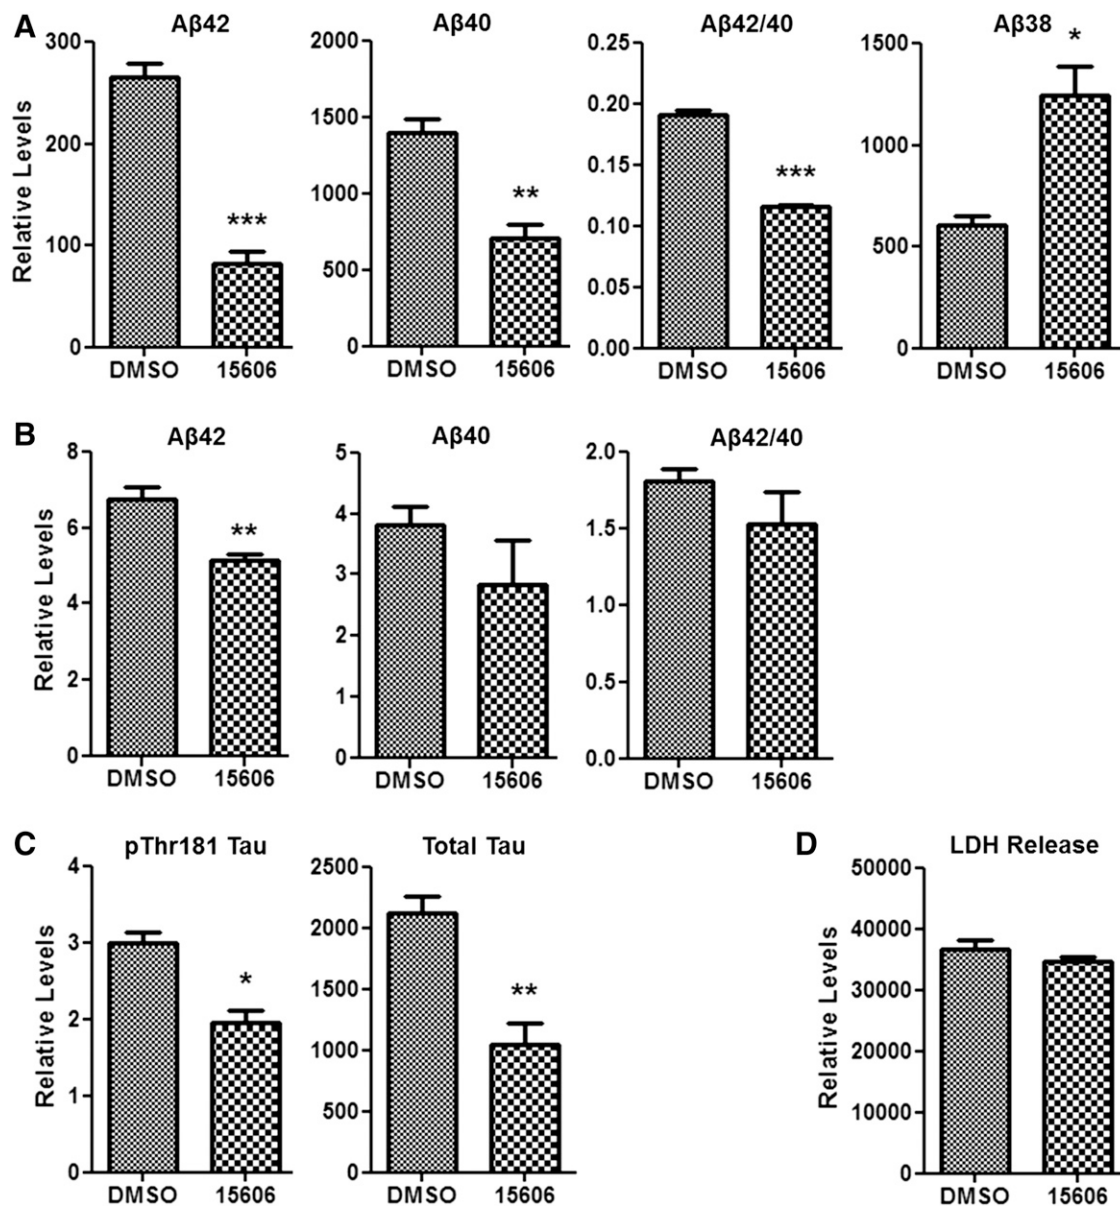 A
Aβ42
Aβ40
Aβ42/40
Aβ38
Relative Levels
300
200
100
0
***
DMSO 15606
2000
1500
1000
500
0
**
DMSO 15606
0.25
0.20
0.15
0.10
0.05
0.00
***
DMSO 15606
1500
1000
500
0
*
DMSO 15606
B
Aβ42
Aβ40
Aβ42/40
Relative Levels
8
6
4
2
0
**
DMSO 15606
5
4
3
2
1
0
DMSO 15606
2.0
1.5
1.0
0.5
0.0
DMSO 15606
C
pThr181 Tau
Total Tau
Relative Levels
4
3
2
1
0
*
DMSO 15606
2500
2000
1500
1000
500
0
**
DMSO 15606
D
LDH Release
Relative Levels
50000
40000
30000
20000
10000
0
DMSO 15606